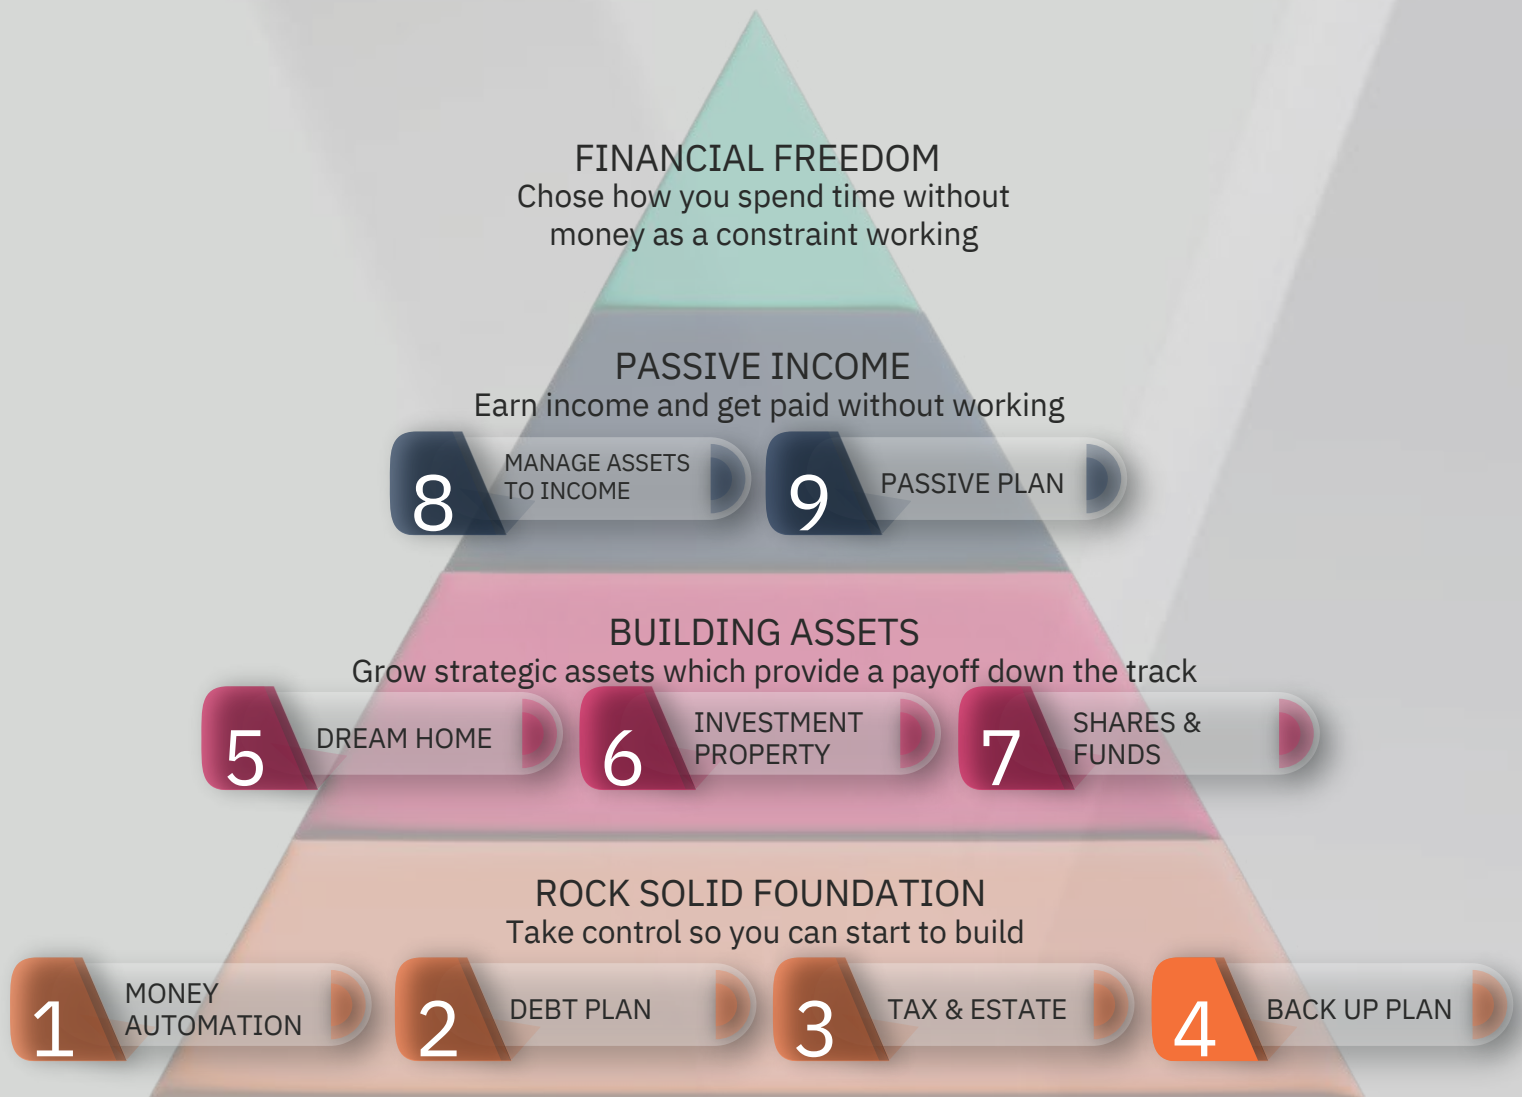 FINANCIAL FREEDOM
Chose how you spend time without
money as a constraint working
PASSIVE INCOME
Earn income and get paid without working
8
MANAGE ASSETS
TO INCOME
9
PASSIVE PLAN
BUILDING ASSETS
Grow strategic assets which provide a payoff down the track
5
DREAM HOME
6
INVESTMENT
PROPERTY
7
SHARES &
FUNDS
ROCK SOLID FOUNDATION
Take control so you can start to build
1
MONEY
AUTOMATION
2
DEBT PLAN
3
TAX & ESTATE
4
BACK UP PLAN